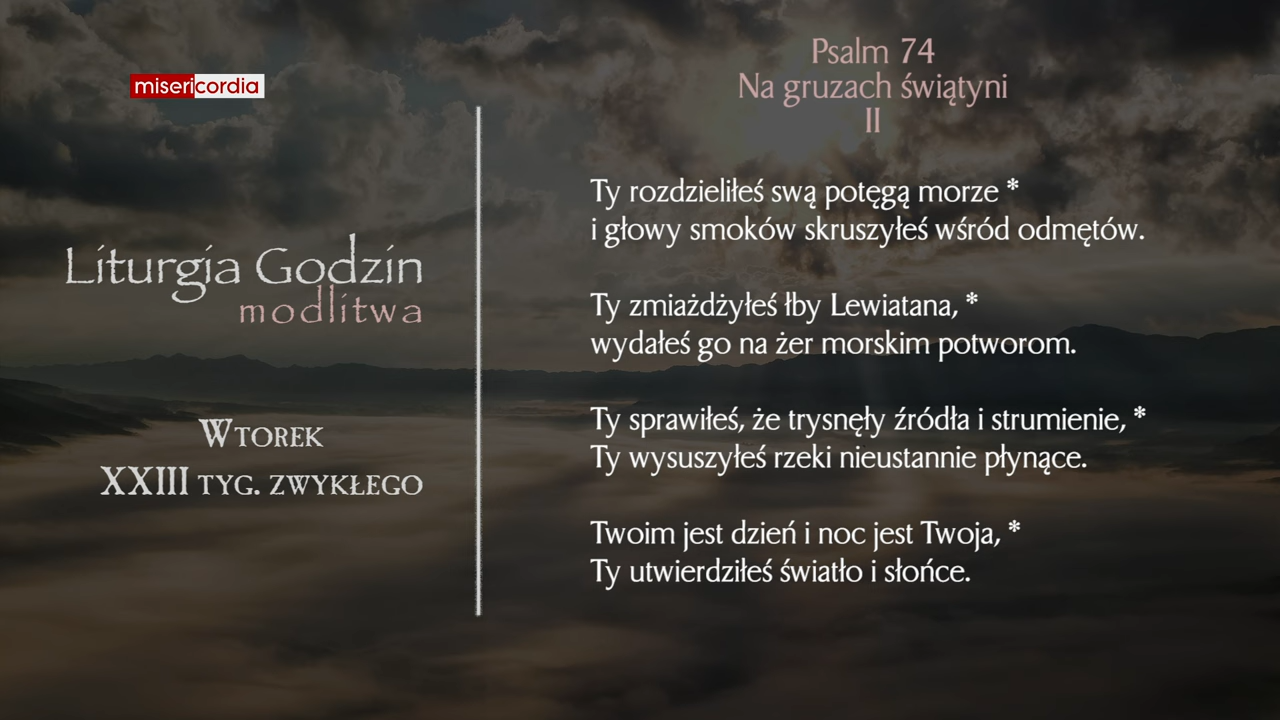 misericordia
Liturgia Godzin
modlitwa
Wtorek
XXIII tyg. zwykłego
Psalm 74
Na gruzach świątyni
II
Ty rozdzieliłeś swą potęgą morze *
i głowy smoków skruszyłeś wśród odmętów.
Ty zmiażdżyłeś łby Lewiatana, *
wydałeś go na żer morskim potworom.
Ty sprawiłeś, że trysnęły źródła i strumienie, *
Ty wysuszyłeś rzeki nieustannie płynące.
Twoim jest dzień i noc jest Twoja, *
Ty utwierdziłeś światło i słońce.